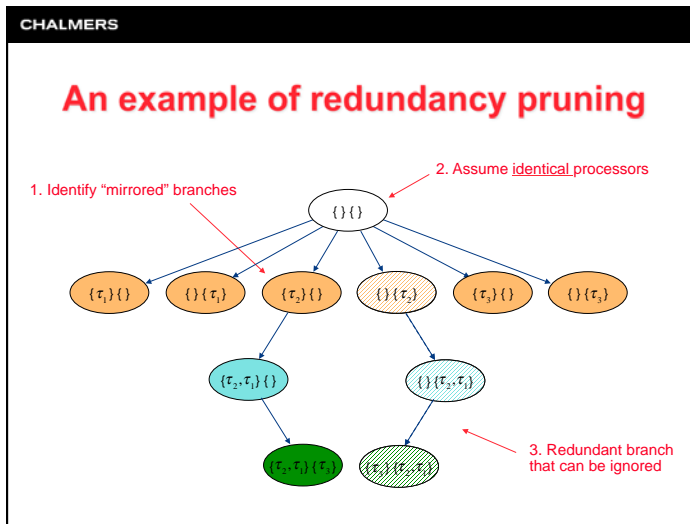 CHALMERS
An example of redundancy pruning
2. Assume identical processors
1. Identify “mirrored” branches
{ } { }
{τ₁} { }
{ } {τ₁}
{τ₂} { }
{ } {τ₂}
{τ₃} { }
{ } {τ₃}
{τ₂, τ₁} { }
{ } {τ₂, τ₁}
3. Redundant branch
that can be ignored
{τ₂, τ₁} {τ₃}
{τ₃} {τ₂, τ₁}